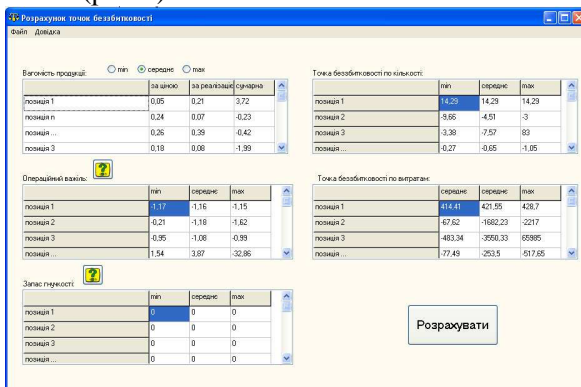 Розрахунок точок беззбитковості
Файл Довідка
Вагомість продукції: min середнє max
за ціною за реалізацією сумарна
позиція 1 0,05 0,21 3,72
позиція n 0,24 0,07 -0,23
позиція ... 0,26 0,39 -0,42
позиція 3 0,18 0,08 -1,99
Точка беззбитковості по кількості:
min середнє max
позиція 1 14,29 14,29 14,29
позиція 2 -9,66 -4,51 -3
позиція 3 -3,38 -7,57 83
позиція ... -0,27 -0,65 -1,05
Операційний важіль:
min середнє max
позиція 1 -1,17 -1,16 -1,15
позиція 2 -0,21 -1,18 -1,62
позиція 3 -0,95 -1,08 -0,99
позиція ... 1,54 3,87 -32,86
Точка беззбитковості по витратам:
середнє середнє max
позиція 1 414,41 421,55 428,7
позиція 2 -67,62 -1682,23 -2217
позиція 3 -483,34 -3550,33 65985
позиція ... -77,49 -253,5 -517,65
Запас гнучкості:
min середнє max
позиція 1 0 0 0
позиція 2 0 0 0
позиція 3 0 0 0
позиція ... 0 0 0
Розрахувати